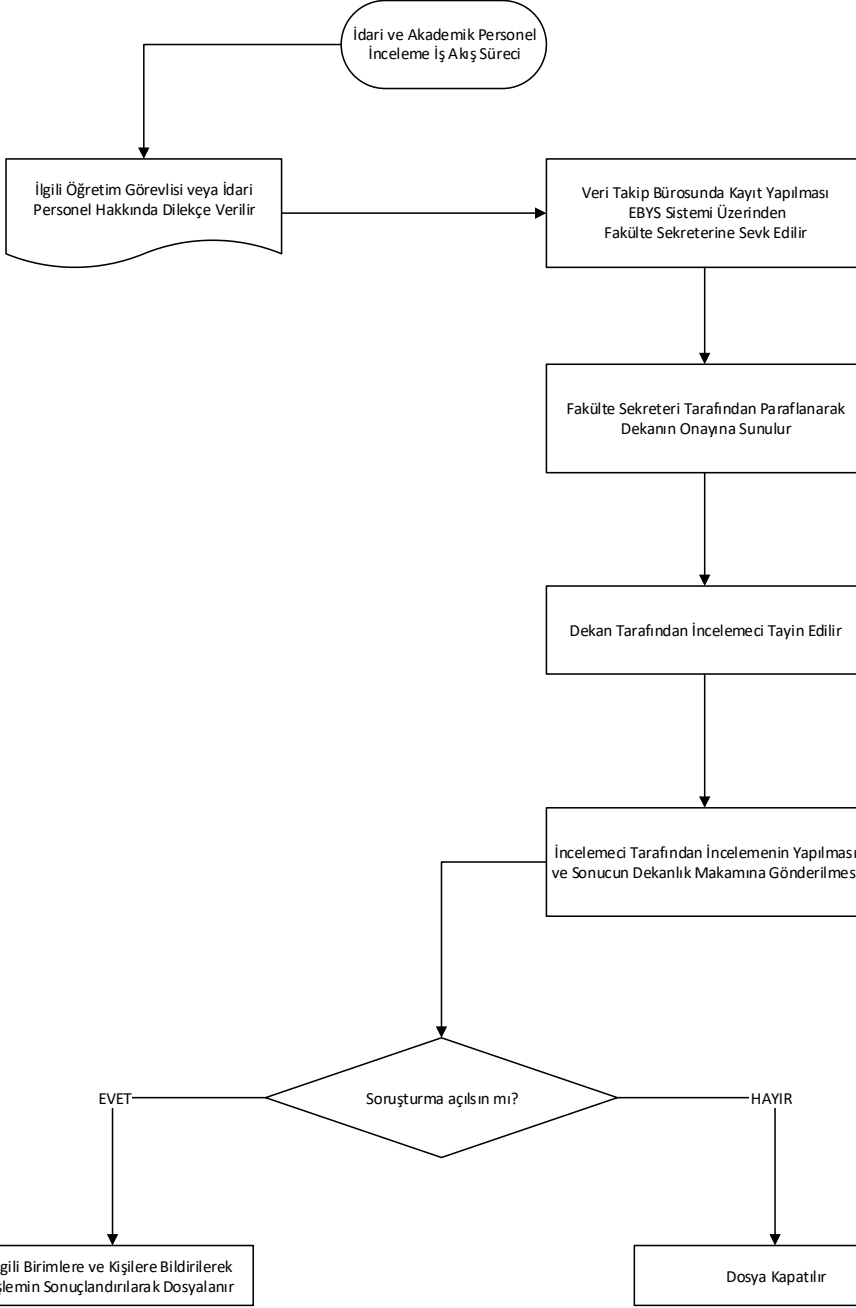 İdari ve Akademik Personel
İnceleme İş Akış Süreci
İlgili Öğretim Görevlisi veya İdari
Personel Hakkında Dilekçe Verilir
Veri Takip Bürosunda Kayıt Yapılması
EBYS Sistemi Üzerinden
Fakülte Sekreterine Sevk Edilir
Fakülte Sekreteri Tarafından Paraflanarak
Dekanın Onayına Sunulur
Dekan Tarafından İncelemeci Tayin Edilir
İncelemeci Tarafından İncelemenin Yapılması
ve Sonucun Dekanlık Makamına
Soruşturma açılsın mı?
EVET
HAYIR
Birimlere ve Kişilere Bildirilerek
Sonuçlandırılarak Dosyalanır
Dosya Kapatılır